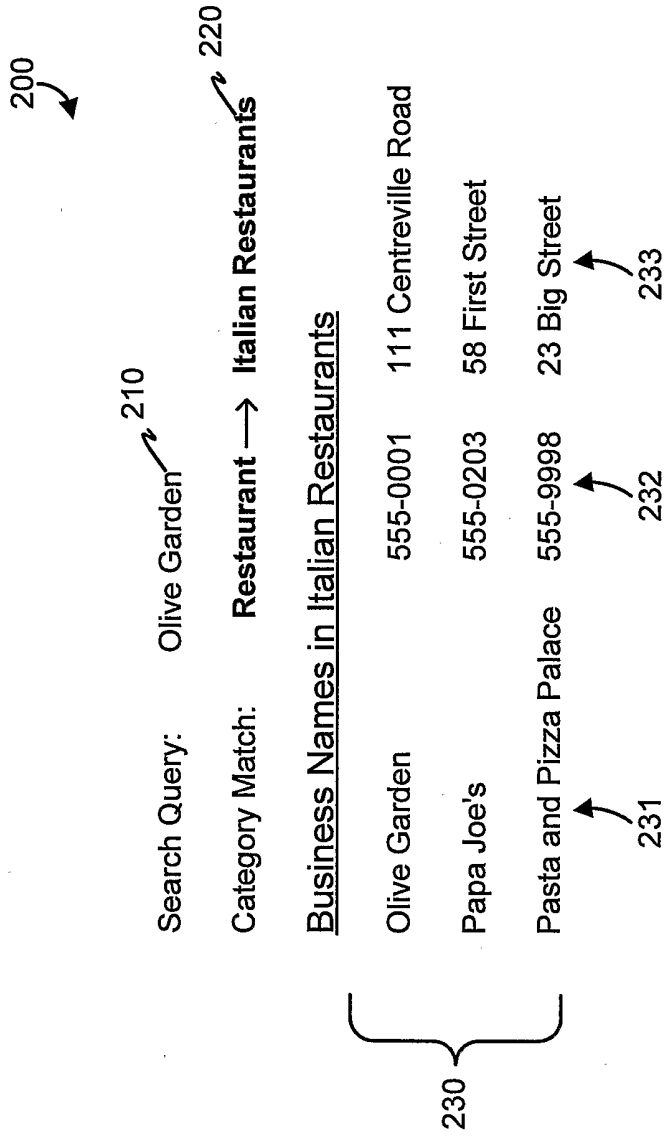 200
210
Search Query: Olive Garden
220
Category Match: Restaurant → Italian Restaurants
Business Names in Italian Restaurants
Olive Garden 555-0001 111 Centreville Road
Papa Joe's 555-0203 58 First Street
Pasta and Pizza Palace 555-9998 23 Big Street
230
231 232 233